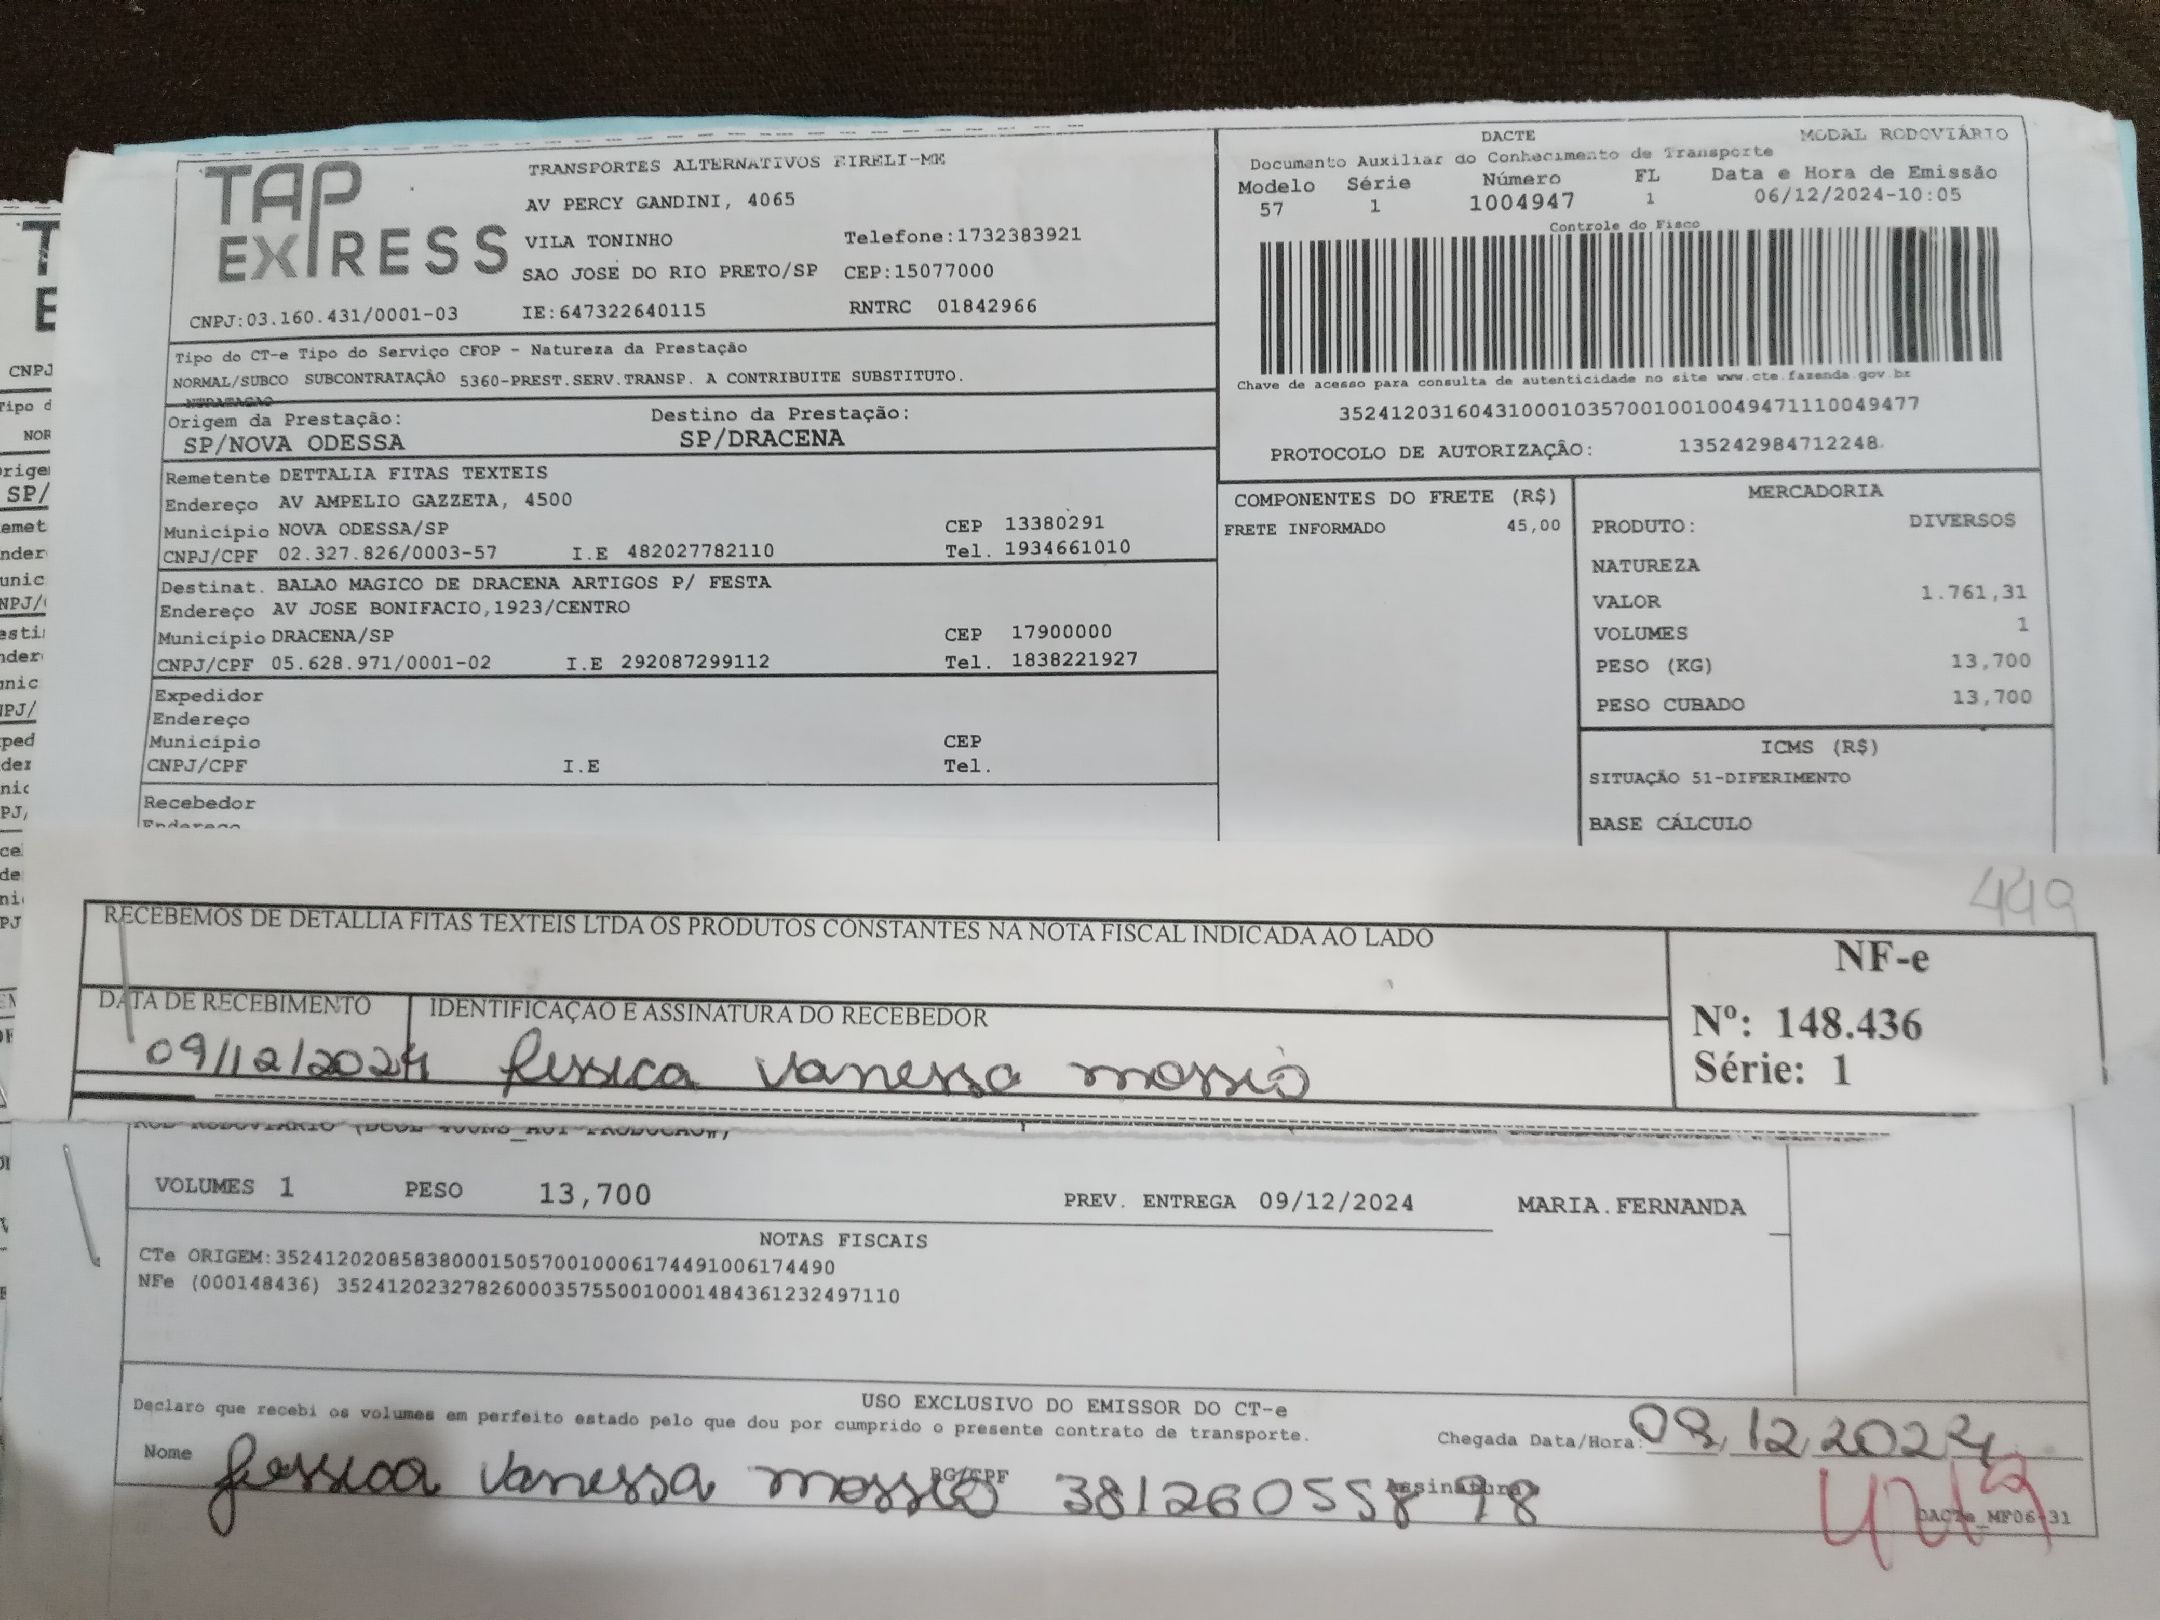 TAP EXPRESS
TRANSPORTES ALTERNATIVOS EIRELI-ME
AV PERCY GANDINI, 4065
VILA TONINHO Telefone:1732383921
SAO JOSE DO RIO PRETO/SP CEP:15077000
CNPJ:03.160.431/0001-03 IE:647322640115 RNTRC 01842966
DACTE MODAL RODOVIÁRIO
Documento Auxiliar do Conhecimento de Transporte
Modelo Série Número FL Data e Hora de Emissão
57 1 1004947 1 06/12/2024-10:05
Controle do Fisco
Chave de acesso para consulta de autenticidade no site www.cte.fazenda.gov.br
35241203160431000103570010010049471110049477
PROTOCOLO DE AUTORIZAÇÃO: 135242984712248
Tipo do CT-e Tipo do Serviço CFOP - Natureza da Prestação
NORMAL/SUBCO SUBCONTRATAÇÃO 5360-PREST.SERV.TRANSP. A CONTRIBUITE SUBSTITUTO.
Origem da Prestação: Destino da Prestação:
SP/NOVA ODESSA SP/DRACENA
Remetente DETTALIA FITAS TEXTEIS
Endereço AV AMPELIO GAZZETA, 4500
Município NOVA ODESSA/SP CEP 13380291
CNPJ/CPF 02.327.826/0003-57 I.E 482027782110 Tel. 1934661010
Destinat. BALAO MAGICO DE DRACENA ARTIGOS P/ FESTA
Endereço AV JOSE BONIFACIO,1923/CENTRO
Município DRACENA/SP CEP 17900000
CNPJ/CPF 05.628.971/0001-02 I.E 292087299112 Tel. 1838221927
Expedidor
Endereço
Município CEP
CNPJ/CPF I.E Tel.
Recebedor
Endereço
COMPONENTES DO FRETE (R$)
FRETE INFORMADO 45,00
MERCADORIA
PRODUTO: DIVERSOS
NATUREZA
VALOR 1.761,31
VOLUMES 1
PESO (KG) 13,700
PESO CUBADO 13,700
ICMS (R$)
SITUAÇÃO 51-DIFERIMENTO
BASE CÁLCULO
449
RECEBEMOS DE DETALLIA FITAS TEXTEIS LTDA OS PRODUTOS CONSTANTES NA NOTA FISCAL INDICADA AO LADO
DATA DE RECEBIMENTO IDENTIFICAÇÃO E ASSINATURA DO RECEBEDOR
09/12/2024 Jessica Vanessa mossio
NF-e
Nº: 148.436
Série: 1
VOLUMES 1 PESO 13,700 PREV. ENTREGA 09/12/2024 MARIA.FERNANDA
NOTAS FISCAIS
CTe ORIGEM:35241202085838000150570010006174491006174490
NFe (000148436) 35241202327826000357550010001484361232497110
USO EXCLUSIVO DO EMISSOR DO CT-e
Declaro que recebi os volumes em perfeito estado pelo que dou por cumprido o presente contrato de transporte.
Chegada Data/Hora: 09 12 2024
Nome Jessica Vanessa mossio RG/CPF 38126055898 Assinatura
DACTe_MF06-31